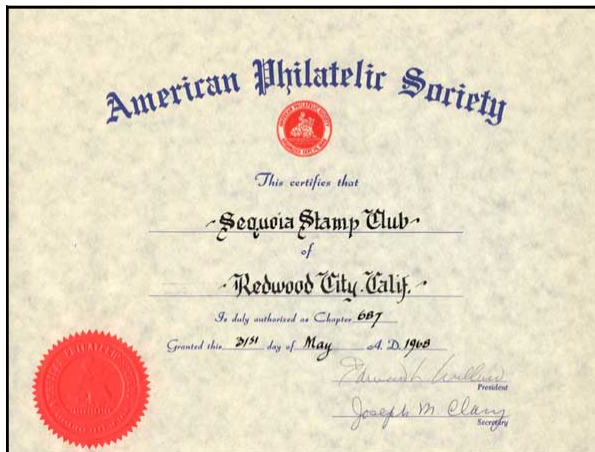 American Philatelic Society
This certifies that
Sequoia Stamp Club
of
Redwood City. Calif.
Is duly authorized as Chapter 687
Granted this 31st day of May A. D. 1968
President
Joseph M Clary
Secretary